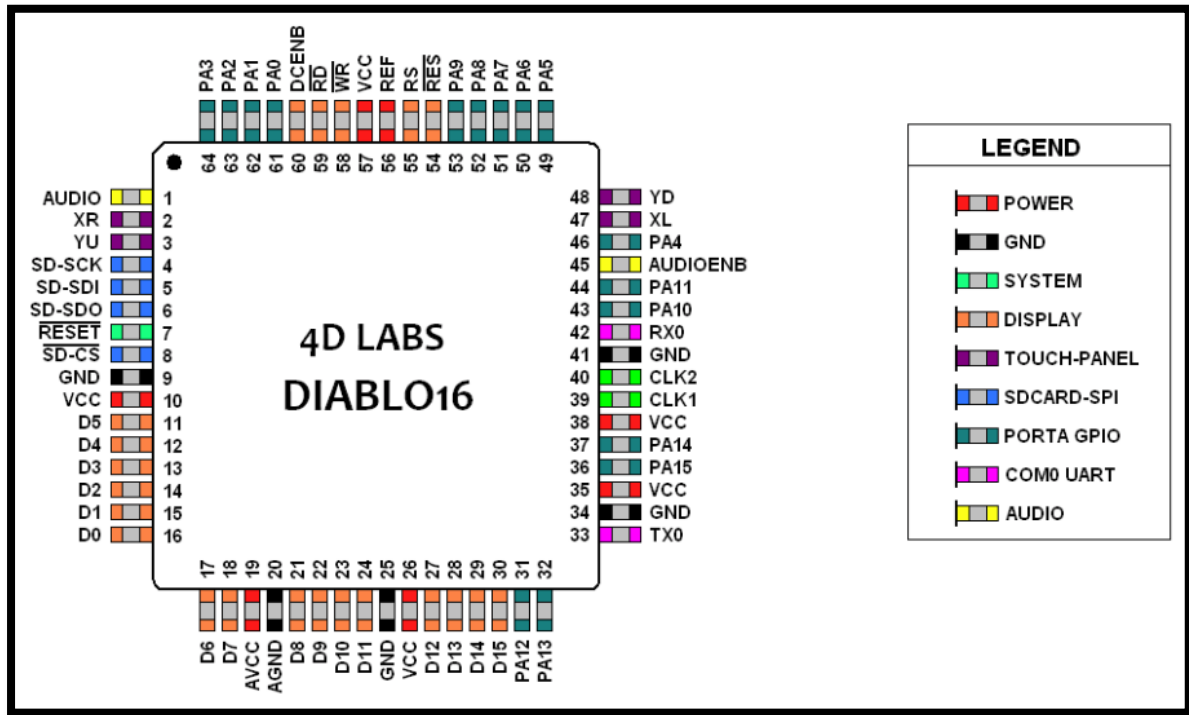 PA3 PA2 PA1 PA0 DCENB RD WR VCC REF RS RES PA9 PA8 PA7 PA6 PA5
64 63 62 61 60 59 58 57 56 55 54 53 52 51 50 49
AUDIO 1
XR 2
YU 3
SD-SCK 4
SD-SDI 5
SD-SDO 6
RESET 7
SD-CS 8
GND 9
VCC 10
D5 11
D4 12
D3 13
D2 14
D1 15
D0 16
4D LABS
DIABLO16
48 YD
47 XL
46 PA4
45 AUDIOENB
44 PA11
43 PA10
42 RX0
41 GND
40 CLK2
39 CLK1
38 VCC
37 PA14
36 PA15
35 VCC
34 GND
33 TX0
17 18 19 20 21 22 23 24 25 26 27 28 29 30 31 32
D6 D7 AVCC AGND D8 D9 D10 D11 GND VCC D12 D13 D14 D15 PA12 PA13
LEGEND
POWER
GND
SYSTEM
DISPLAY
TOUCH-PANEL
SDCARD-SPI
PORTA GPIO
COM0 UART
AUDIO